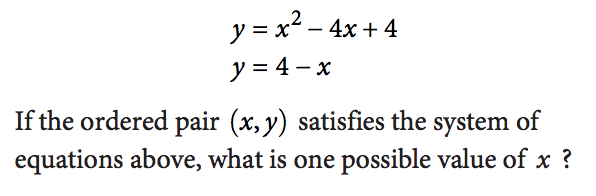 y = x² – 4x + 4
y = 4 – x
If the ordered pair (x, y) satisfies the system of
equations above, what is one possible value of x ?